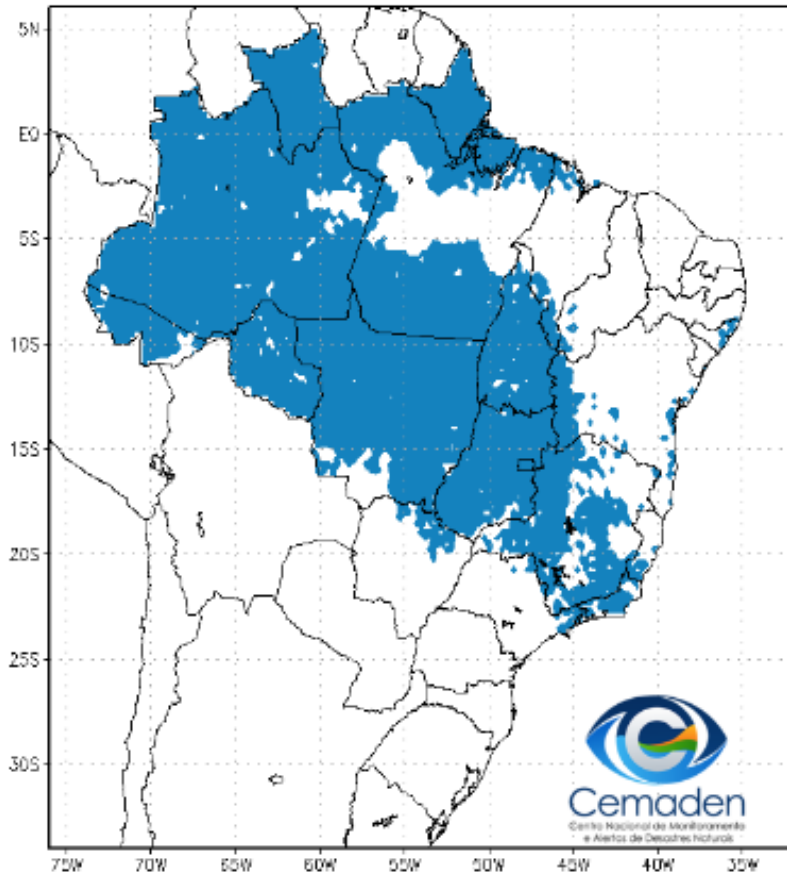 5N
EQ
5S
10S
15S
20S
25S
30S
75W 70W 65W 60W 55W 50W 45W 40W 35W
Cemaden
Centro Nacional de Monitoramento
e Alertas de Desastres Naturais